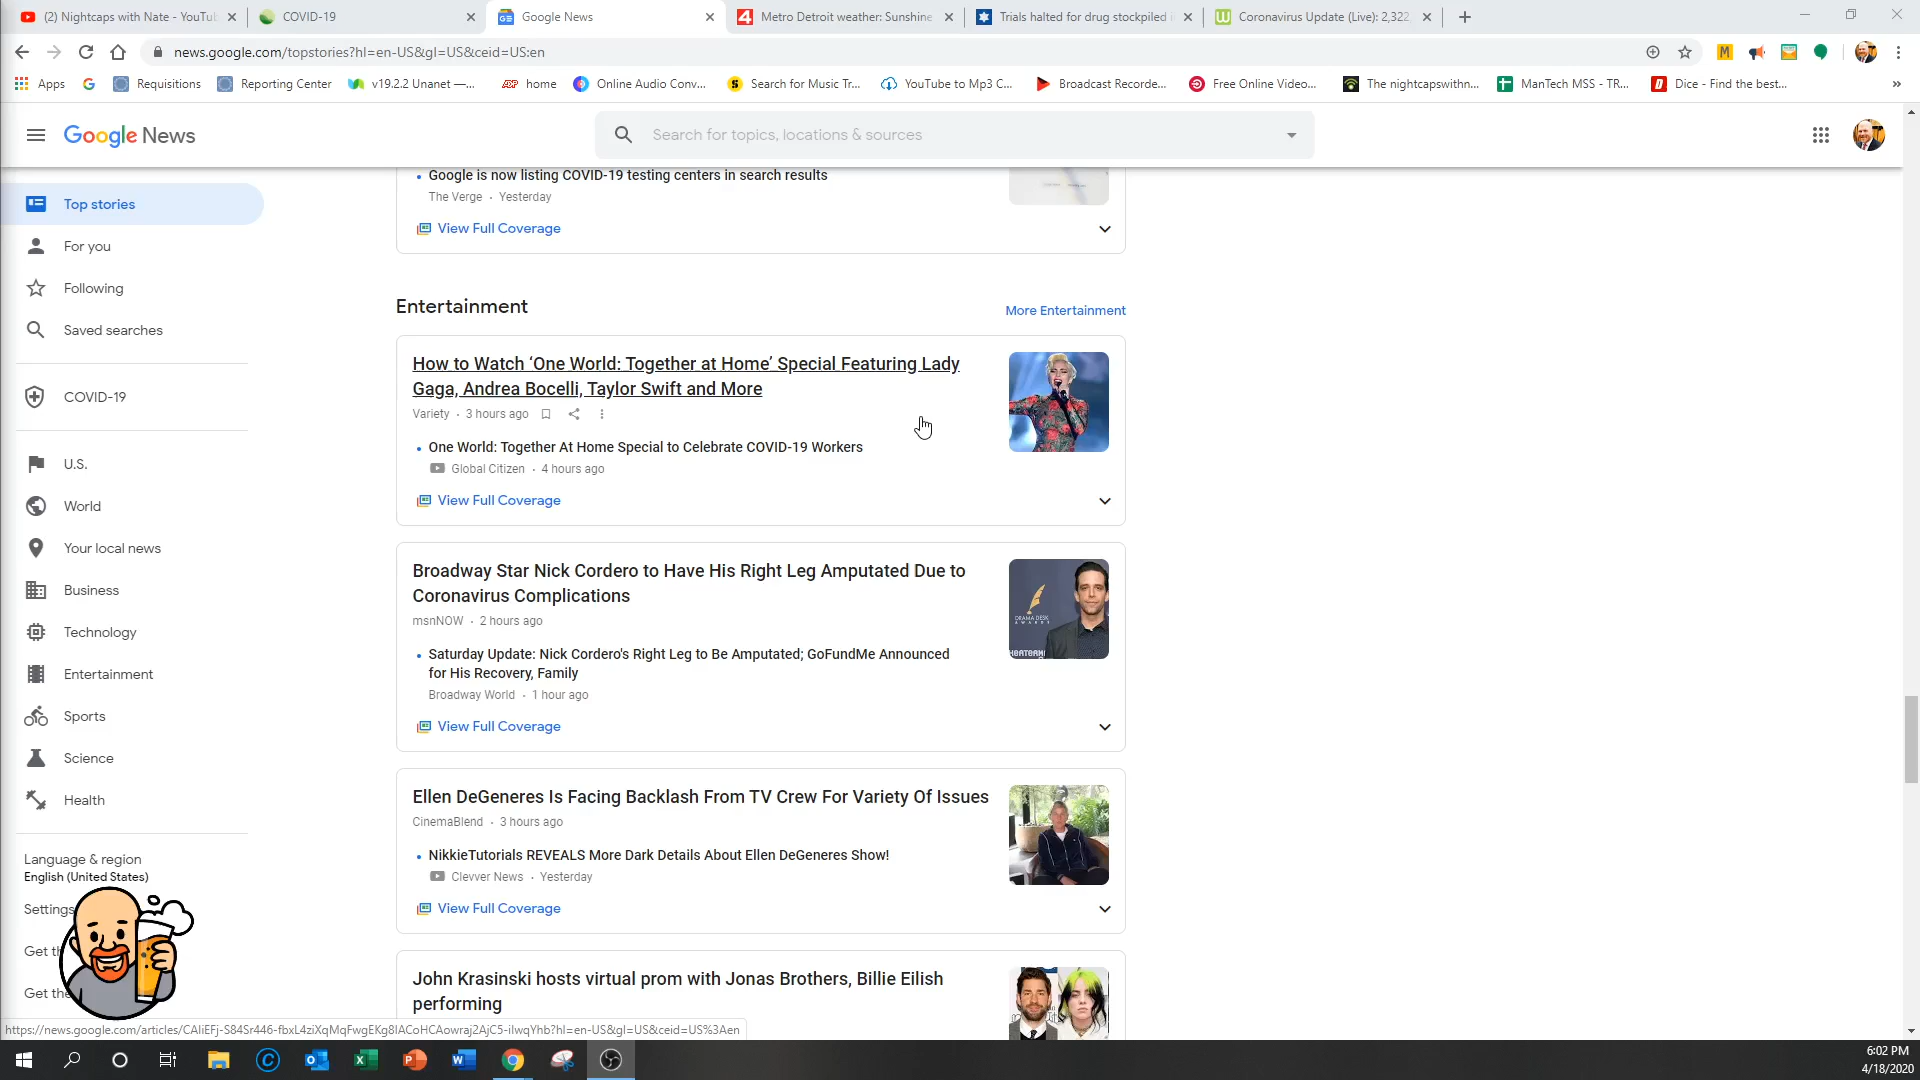 (2) Nightcaps with Nate - YouTu
COVID-19
Google News
Metro Detroit weather: Sunshine
Trials halted for drug stockpiled i
Coronavirus Update (Live): 2,322,
news.google.com/topstories?hl=en-US&gl=US&ceid=US:en
Apps
Requisitions
Reporting Center
v19.2.2 Unanet —...
home
Online Audio Conv...
Search for Music Tr...
YouTube to Mp3 C...
Broadcast Recorde...
Free Online Video...
The nightcapswithn...
ManTech MSS - TR...
Dice - Find the best...
»
Google News
Search for topics, locations & sources
Top stories
For you
Following
Saved searches
COVID-19
U.S.
World
Your local news
Business
Technology
Entertainment
Sports
Science
Health
Language & region
English (United States)
Settings
Get th
Get the
Google is now listing COVID-19 testing centers in search results
The Verge · Yesterday
View Full Coverage
Entertainment
More Entertainment
How to Watch ‘One World: Together at Home’ Special Featuring Lady
Gaga, Andrea Bocelli, Taylor Swift and More
Variety · 3 hours ago
One World: Together At Home Special to Celebrate COVID-19 Workers
Global Citizen · 4 hours ago
View Full Coverage
Broadway Star Nick Cordero to Have His Right Leg Amputated Due to
Coronavirus Complications
msnNOW · 2 hours ago
DRAMA DESK
AWARDS
Saturday Update: Nick Cordero's Right Leg to Be Amputated; GoFundMe Announced
for His Recovery, Family
Broadway World · 1 hour ago
View Full Coverage
Ellen DeGeneres Is Facing Backlash From TV Crew For Variety Of Issues
CinemaBlend · 3 hours ago
NikkieTutorials REVEALS More Dark Details About Ellen DeGeneres Show!
Clevver News · Yesterday
View Full Coverage
John Krasinski hosts virtual prom with Jonas Brothers, Billie Eilish
performing
6:02 PM
4/18/2020